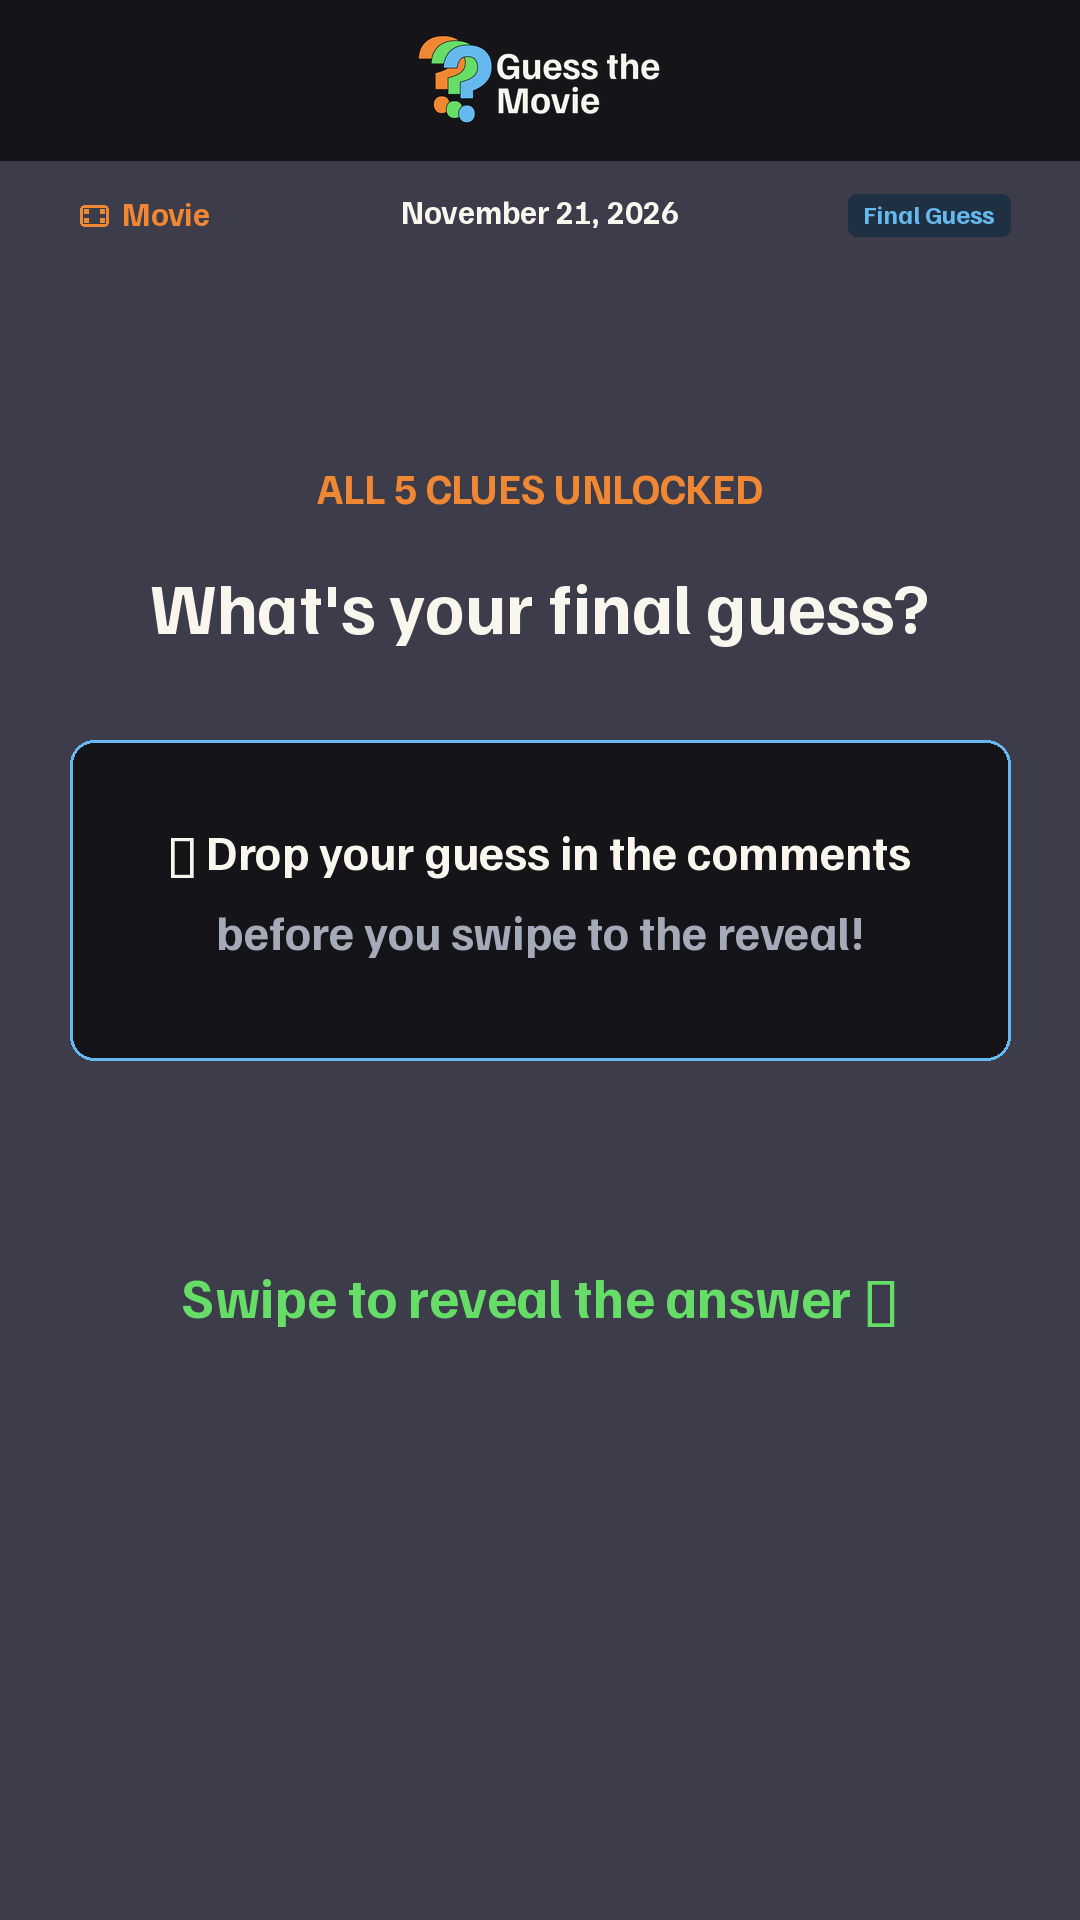 Guess the
Movie
Movie
November 21, 2026
Final Guess
ALL 5 CLUES UNLOCKED
What's your final guess?
Drop your guess in the comments
before you swipe to the reveal!
Swipe to reveal the answer